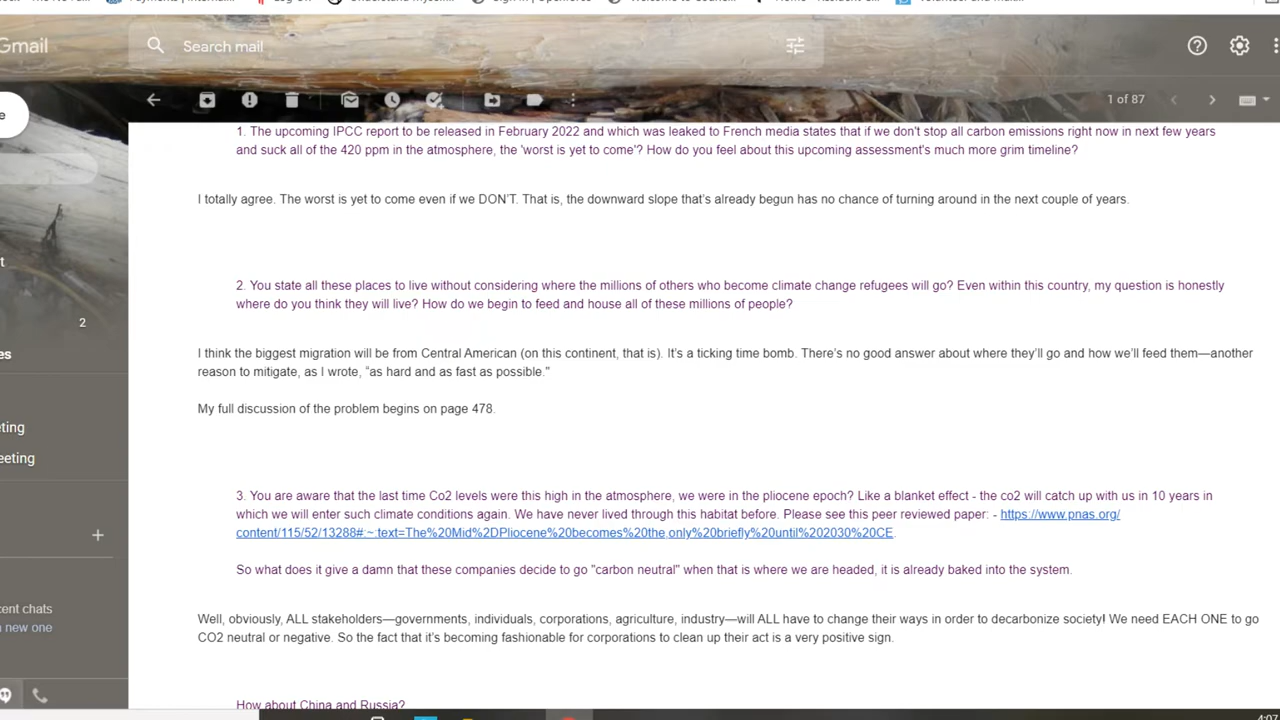 Gmail
Search mail
1 of 87
1. The upcoming IPCC report to be released in February 2022 and which was leaked to French media states that if we don't stop all carbon emissions right now in next few years
and suck all of the 420 ppm in the atmosphere, the 'worst is yet to come'? How do you feel about this upcoming assessment's much more grim timeline?
I totally agree. The worst is yet to come even if we DON'T. That is, the downward slope that's already begun has no chance of turning around in the next couple of years.
2. You state all these places to live without considering where the millions of others who become climate change refugees will go? Even within this country, my question is honestly
where do you think they will live? How do we begin to feed and house all of these millions of people?
2
I think the biggest migration will be from Central American (on this continent, that is). It's a ticking time bomb. There's no good answer about where they'll go and how we'll feed them—another
reason to mitigate, as I wrote, “as hard and as fast as possible.”
My full discussion of the problem begins on page 478.
eting
eeting
3. You are aware that the last time Co2 levels were this high in the atmosphere, we were in the pliocene epoch? Like a blanket effect - the co2 will catch up with us in 10 years in
which we will enter such climate conditions again. We have never lived through this habitat before. Please see this peer reviewed paper: - https://www.pnas.org/
content/115/52/13288#:~:text=The%20Mid%2DPliocene%20becomes%20the,only%20briefly%20until%202030%20CE.
So what does it give a damn that these companies decide to go "carbon neutral" when that is where we are headed, it is already baked into the system.
cent chats
a new one
Well, obviously, ALL stakeholders—governments, individuals, corporations, agriculture, industry—will ALL have to change their ways in order to decarbonize society! We need EACH ONE to go
CO2 neutral or negative. So the fact that it's becoming fashionable for corporations to clean up their act is a very positive sign.
How about China and Russia?